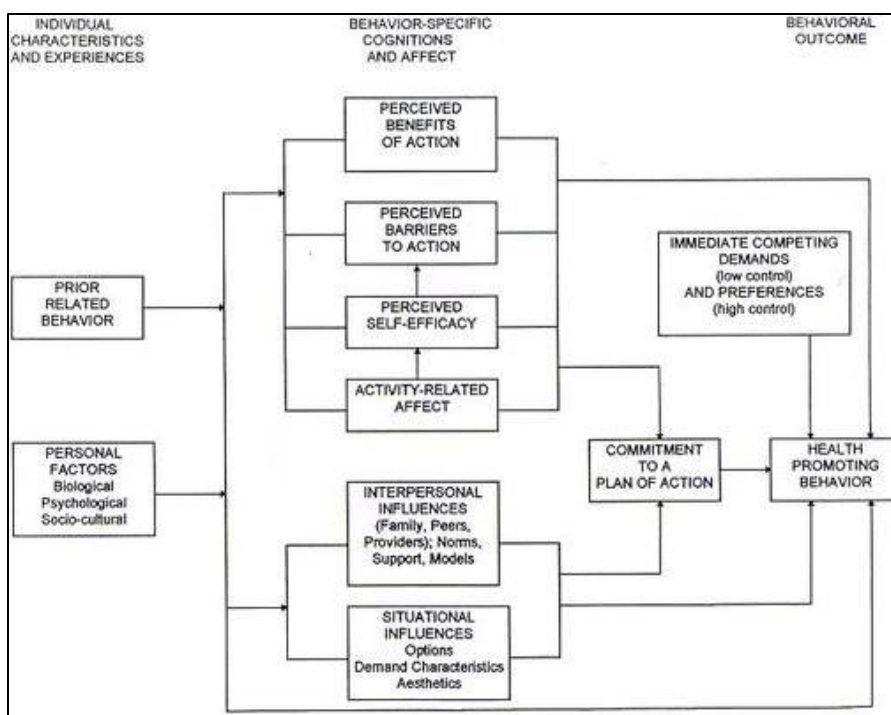 INDIVIDUAL
CHARACTERISTICS
AND EXPERIENCES
BEHAVIOR-SPECIFIC
COGNITIONS
AND AFFECT
BEHAVIORAL
OUTCOME
PERCEIVED
BENEFITS
OF ACTION
PERCEIVED
BARRIERS
TO ACTION
IMMEDIATE COMPETING
DEMANDS
(low control)
AND PREFERENCES
(high control)
PRIOR
RELATED
BEHAVIOR
PERCEIVED
SELF-EFFICACY
ACTIVITY-RELATED
AFFECT
PERSONAL
FACTORS
Biological
Psychological
Socio-cultural
COMMITMENT
TO A
PLAN OF ACTION
HEALTH
PROMOTING
BEHAVIOR
INTERPERSONAL
INFLUENCES
(Family, Peers,
Providers); Norms,
Support, Models
SITUATIONAL
INFLUENCES
Options
Demand Characteristics
Aesthetics